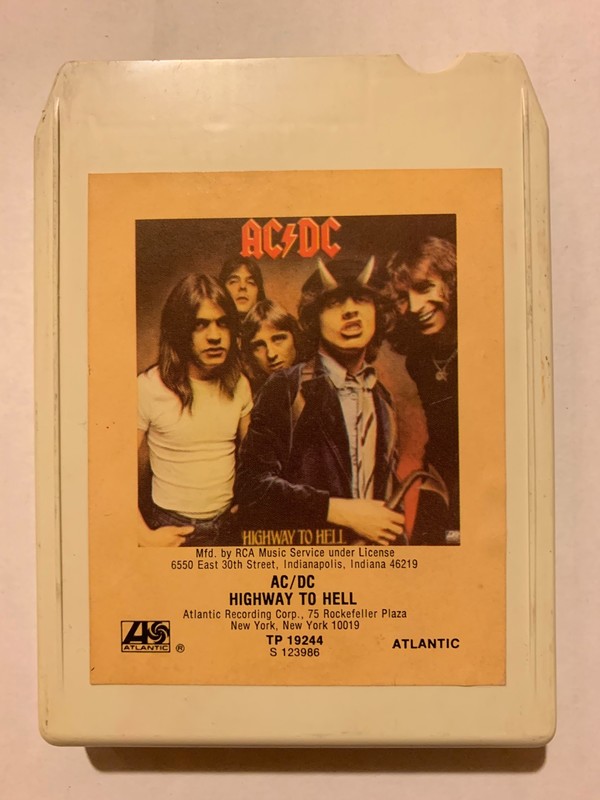 AC⚡DC
HIGHWAY TO HELL
Mfd. by RCA Music Service under License
6550 East 30th Street, Indianapolis, Indiana 46219
AC/DC
HIGHWAY TO HELL
Atlantic Recording Corp., 75 Rockefeller Plaza
New York, New York 10019
TP 19244
S 123986
ATLANTIC ®
ATLANTIC